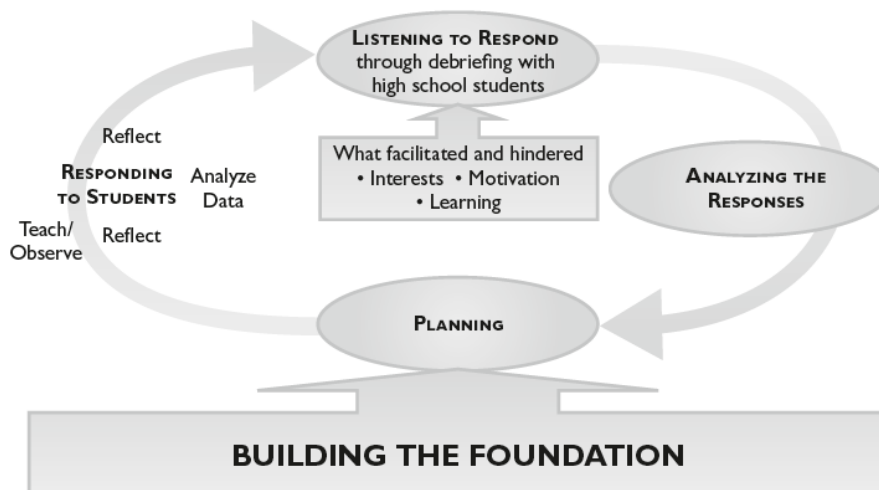 LISTENING TO RESPOND
through debriefing with
high school students
Reflect
RESPONDING
TO STUDENTS
Analyze
Data
Teach/
Observe
Reflect
What facilitated and hindered
• Interests • Motivation
• Learning
ANALYZING THE
RESPONSES
PLANNING
BUILDING THE FOUNDATION